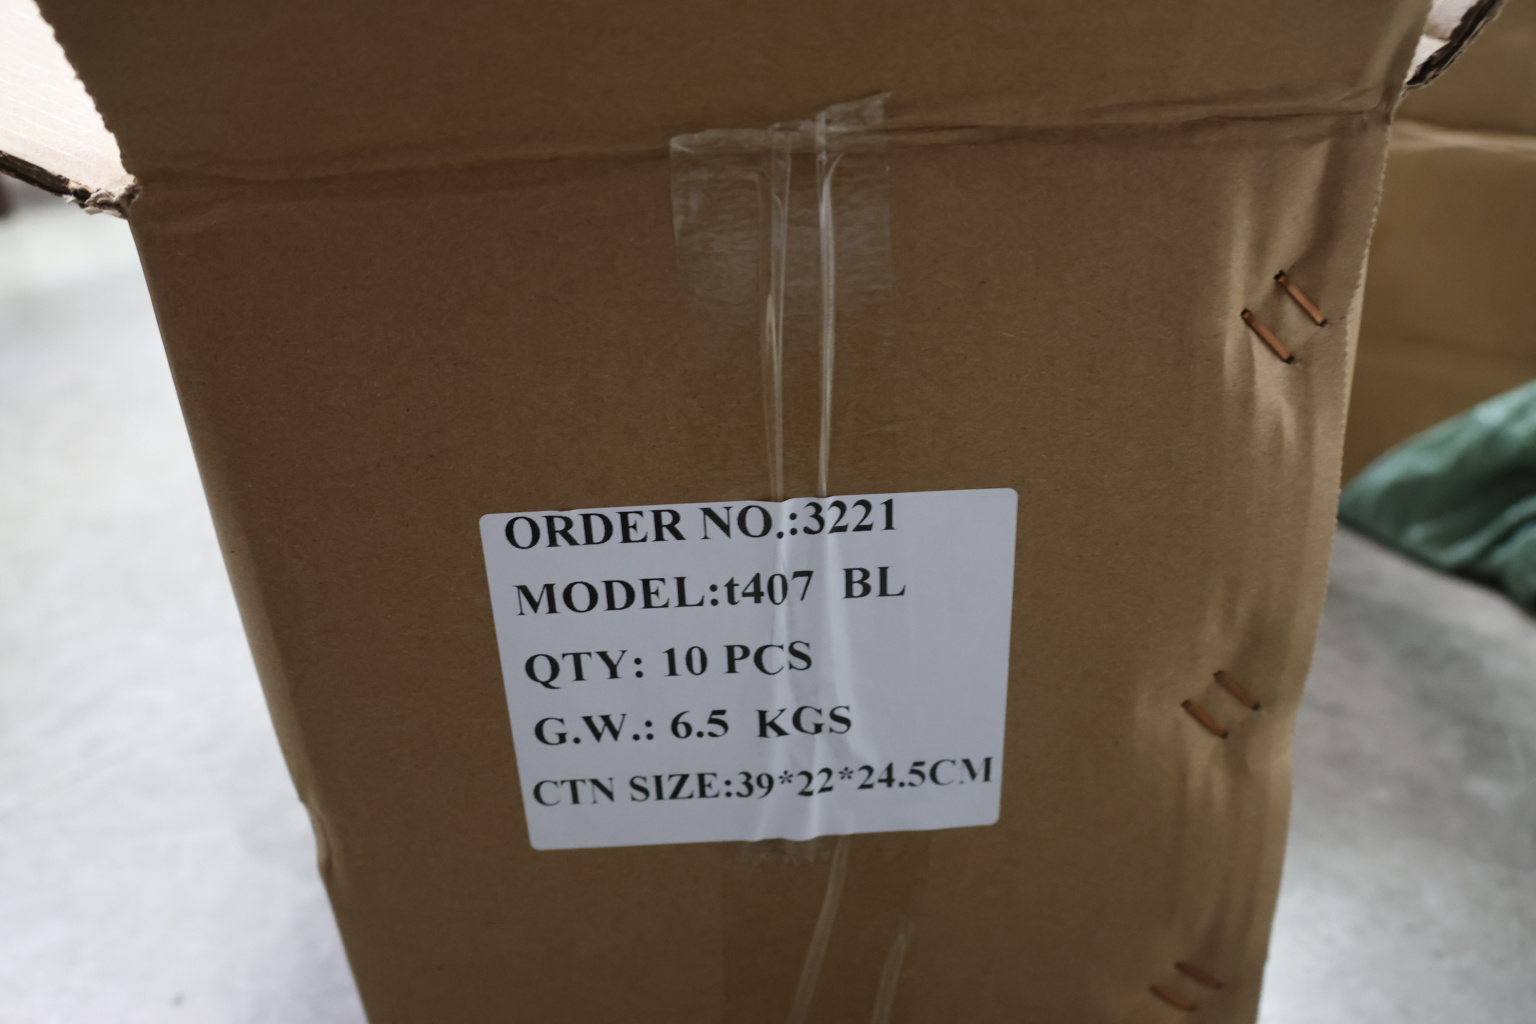 ORDER NO.:3221
MODEL:t407 BL
QTY: 10 PCS
G.W.: 6.5 KGS
CTN SIZE:39*22*24.5CM